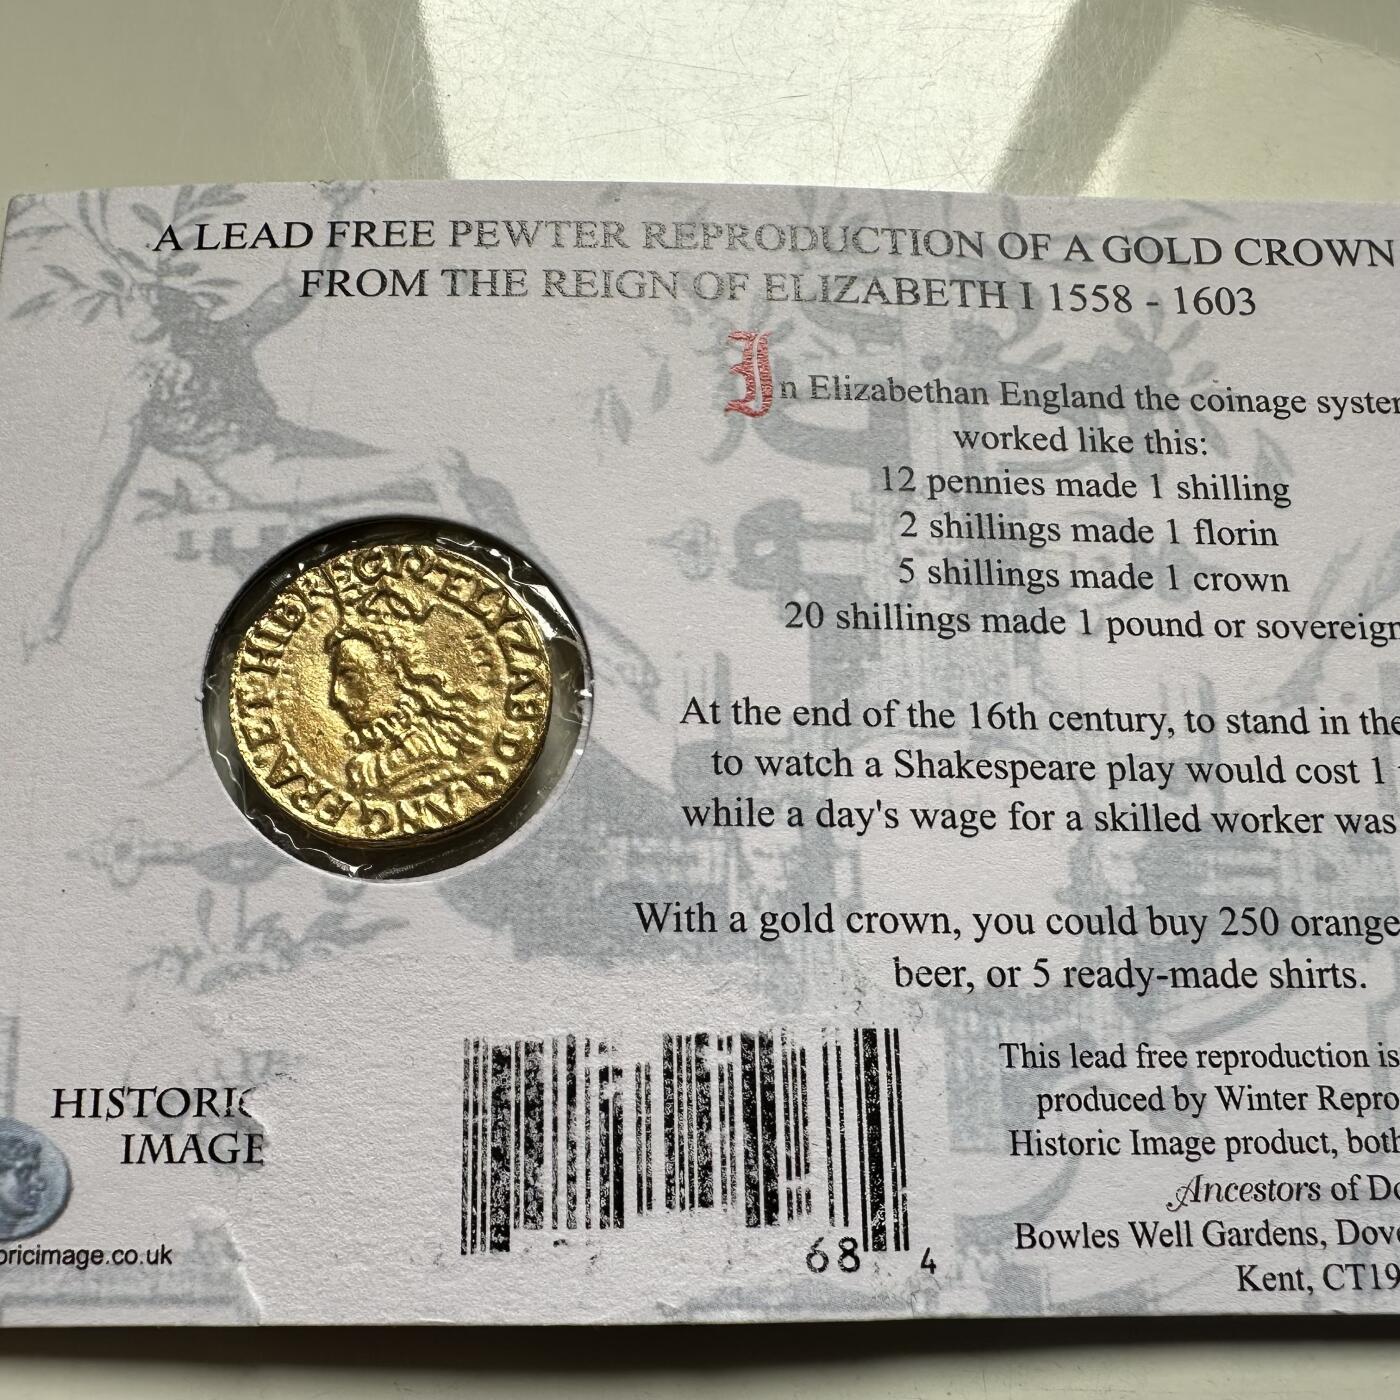 A LEAD FREE PEWTER REPRODUCTION OF A GOLD CROWN
FROM THE REIGN OF ELIZABETH I 1558 - 1603
In Elizabethan England the coinage syster
worked like this:
12 pennies made 1 shilling
2 shillings made 1 florin
5 shillings made 1 crown
20 shillings made 1 pound or sovereign
At the end of the 16th century, to stand in the
to watch a Shakespeare play would cost 1
while a day's wage for a skilled worker was
With a gold crown, you could buy 250 orange
beer, or 5 ready-made shirts.
This lead free reproduction is
produced by Winter Repro
Historic Image product, both
Ancestors of Do
Bowles Well Gardens, Dove
Kent, CT19
HISTORIC
IMAGE
oricimage.co.uk
68 4
ELYZAB D G ANG FRA ET HIB REGI